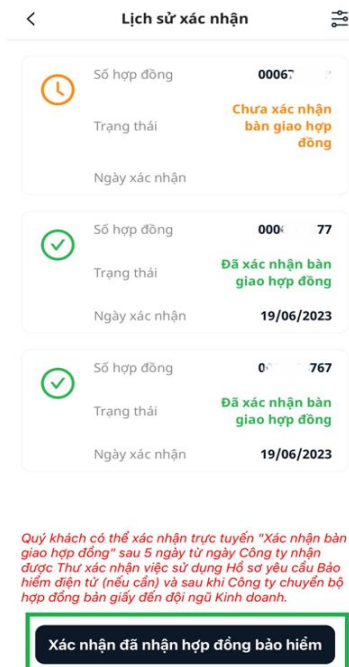 Lịch sử xác nhận
Số hợp đồng
Chưa xác nhận
Trạng thái
bàn giao hợp
đồng
Ngày xác nhận
Số hợp đồng
Đã xác nhận bàn
Trạng thái
giao hợp đồng
Ngày xác nhận 19/06/2023
Số hợp đồng
Đã xác nhận bàn
Trạng thái
giao hợp đồng
Ngày xác nhận 19/06/2023
Quý khách có thể xác nhận trực tuyến "Xác nhận bàn
giao hợp đồng" sau 5 ngày từ ngày Công ty nhận
được Thư xác nhận việc sử dụng Hồ sơ yêu cầu Bảo
hiểm điện tử (nếu cần) và sau khi Công ty chuyển bộ
hợp đồng bản giấy đến đội ngũ Kinh doanh.
Xác nhận đã nhận hợp đồng bảo hiểm